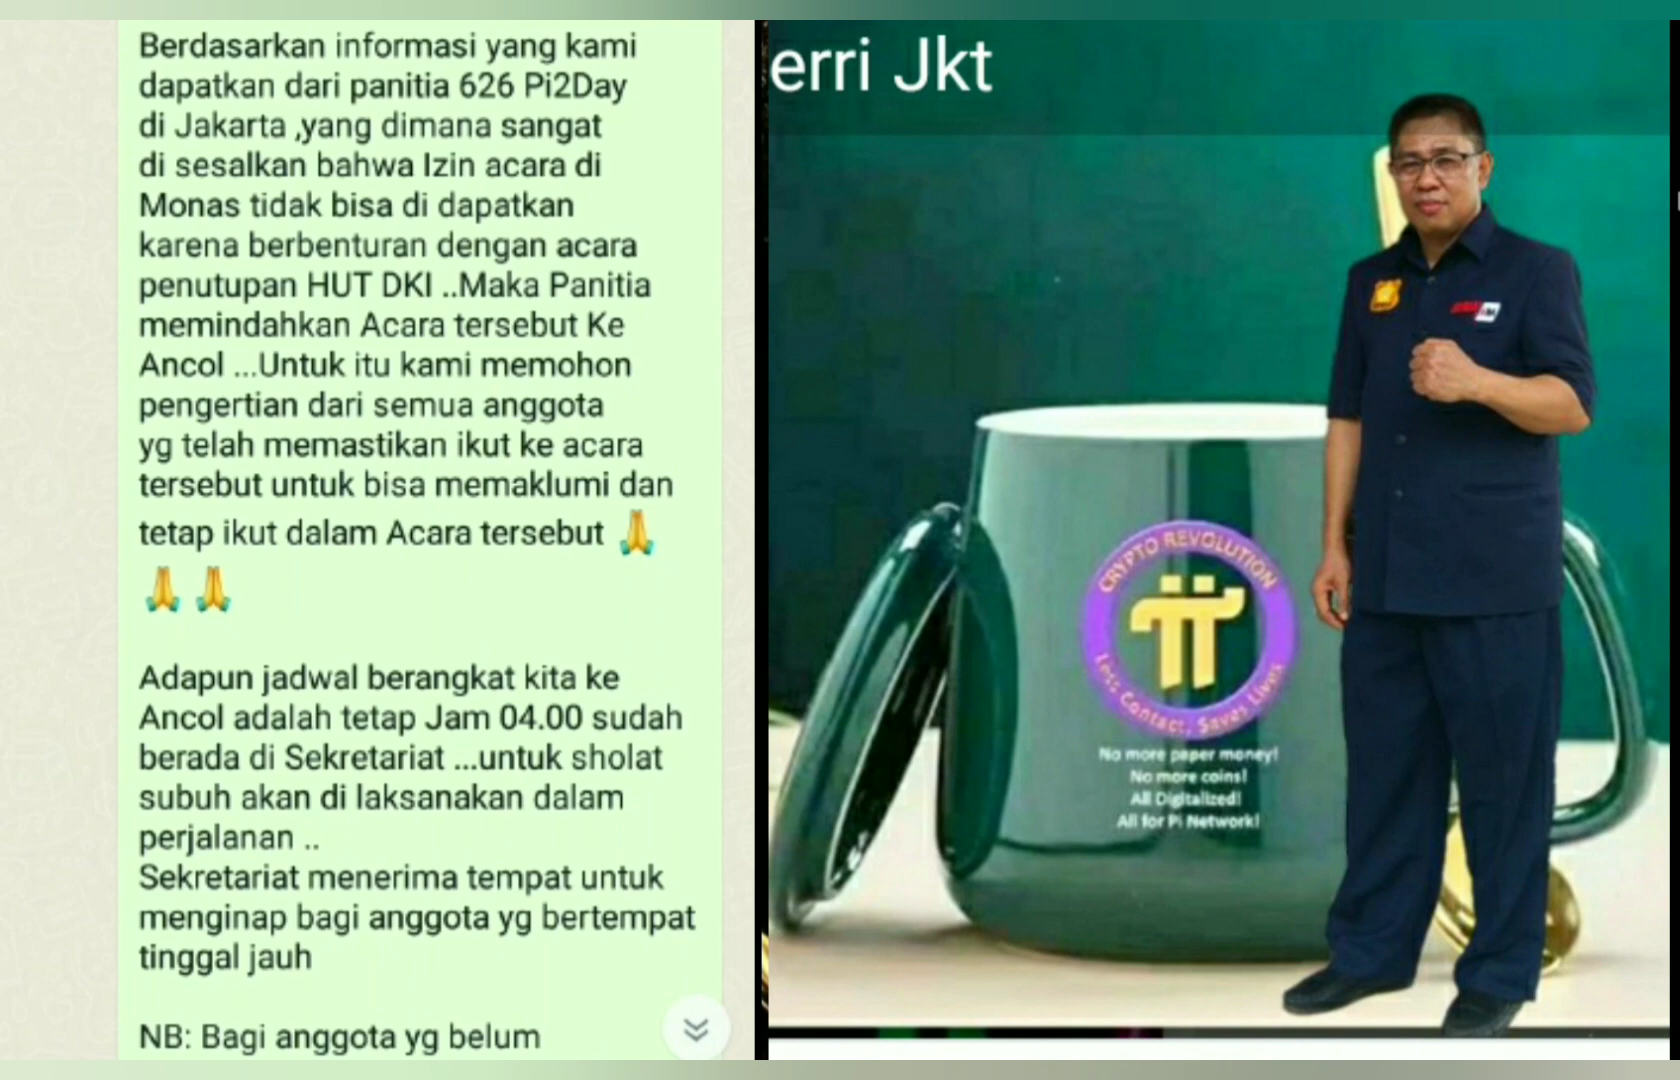 Berdasarkan informasi yang kami
dapatkan dari panitia 626 Pi2Day
di Jakarta ,yang dimana sangat
di sesalkan bahwa Izin acara di
Monas tidak bisa di dapatkan
karena berbenturan dengan acara
penutupan HUT DKI ..Maka Panitia
memindahkan Acara tersebut Ke
Ancol ...Untuk itu kami memohon
pengertian dari semua anggota
yg telah memastikan ikut ke acara
tersebut untuk bisa memaklumi dan
tetap ikut dalam Acara tersebut 🙏
🙏 🙏
Adapun jadwal berangkat kita ke
Ancol adalah tetap Jam 04.00 sudah
berada di Sekretariat ...untuk sholat
subuh akan di laksanakan dalam
perjalanan ..
Sekretariat menerima tempat untuk
menginap bagi anggota yg bertempat
tinggal jauh
NB: Bagi anggota yg belum
erri Jkt
CRYPTO REVOLUTION
Less Contact, Saves Lives
No more paper money!
No more coins!
All Digitalized!
All for Pi Network!